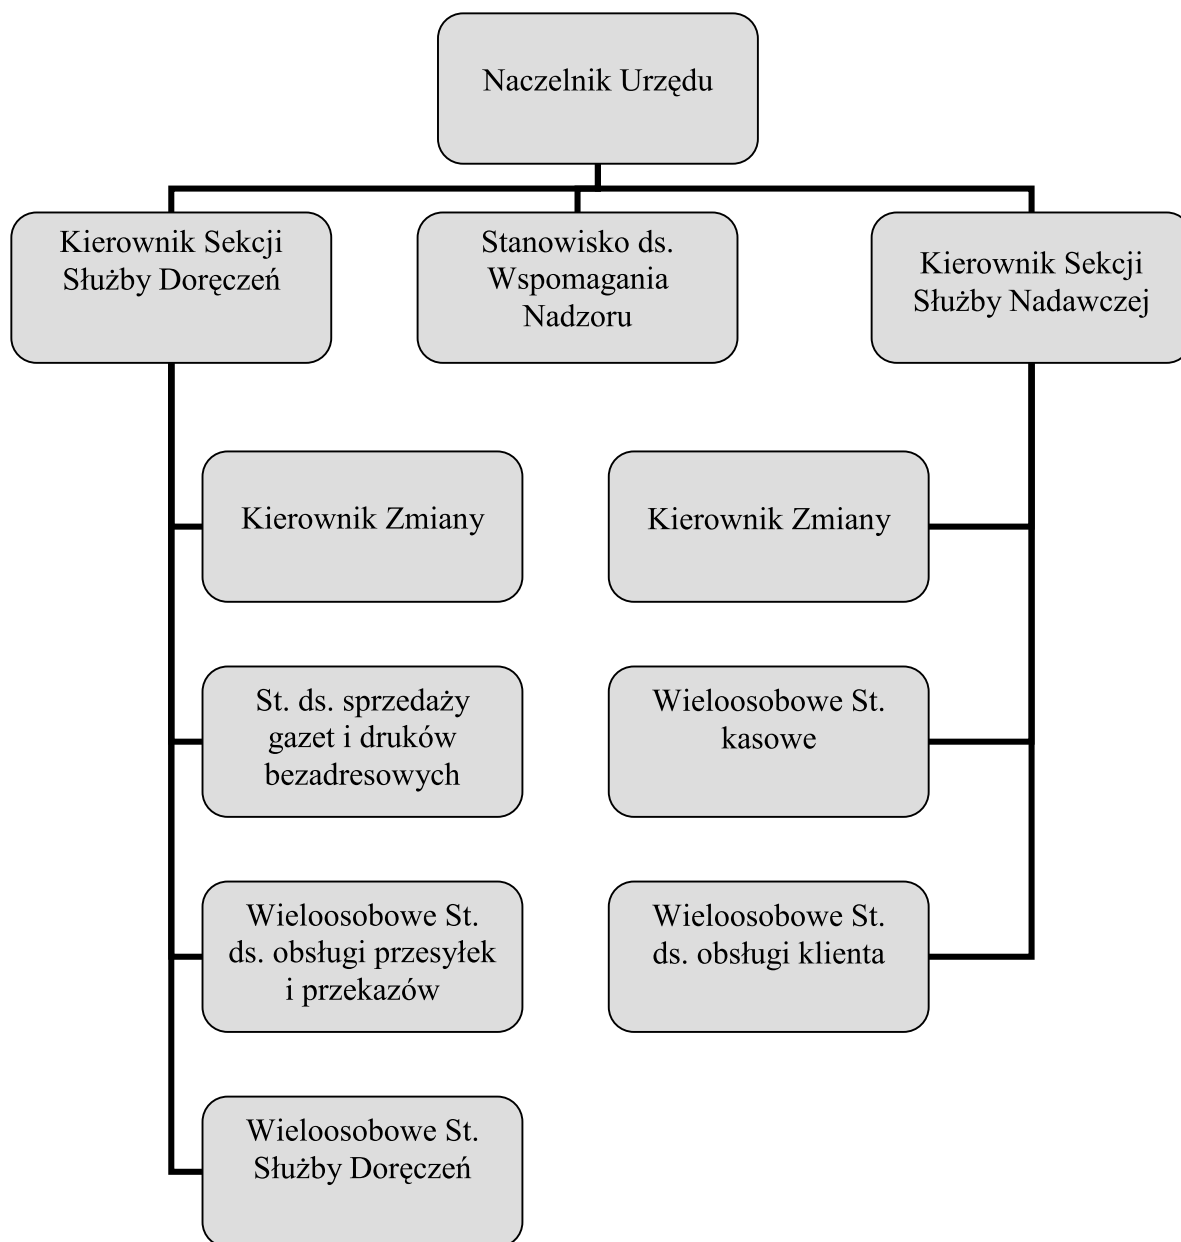 Naczelnik Urzędu
Kierownik Sekcji
Służby Doręczeń
Stanowisko ds.
Wspomagania
Nadzoru
Kierownik Sekcji
Służby Nadawczej
Kierownik Zmiany
Kierownik Zmiany
St. ds. sprzedaży
gazet i druków
bezadresowych
Wieloosobowe St.
kasowe
Wieloosobowe St.
ds. obsługi przesyłek
i przekazów
Wieloosobowe St.
ds. obsługi klienta
Wieloosobowe St.
Służby Doręczeń